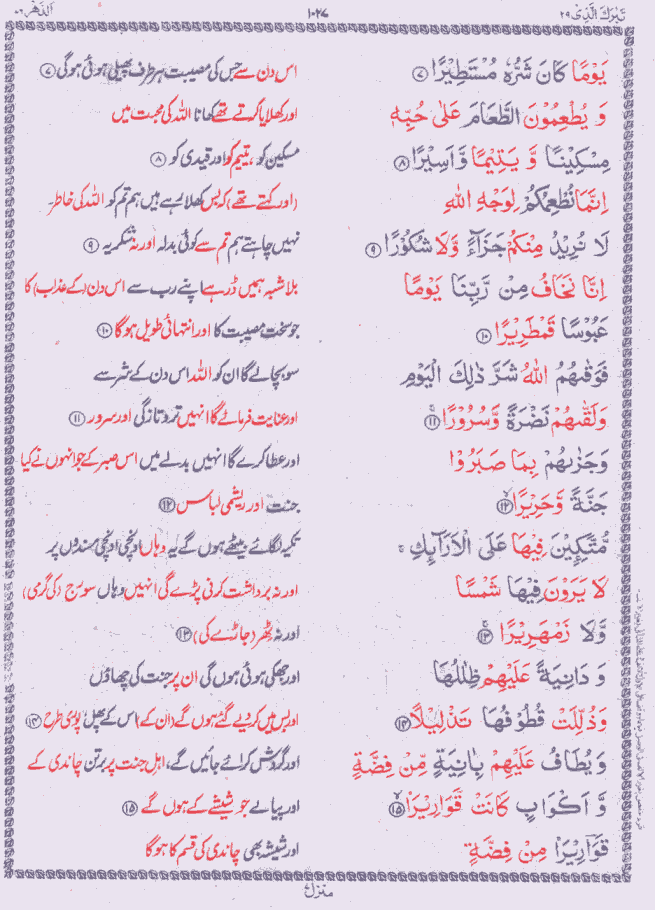 تَبٰرَكَ الَّذِیْ ۲۹ ۱۰۲۷ اَلدَّهْر ۷۶
یَوْمًا كَانَ شَرُّهٗ مُسْتَطِیْرًا ۷ اس دن سے جس کی مصیبت ہر طرف پھیلی ہوئی ہوگی ۷
وَ یُطْعِمُوْنَ الطَّعَامَ عَلٰی حُبِّهٖ اور کھلایا کرتے تھے کھانا اللہ کی محبت میں
مِسْكِیْنًا وَّ یَتِیْمًا وَّ اَسِیْرًا ۸ مسکین کو، یتیم کو اور قیدی کو ۸
اِنَّمَا نُطْعِمُكُمْ لِوَجْهِ اللّٰهِ (اور کہتے تھے) کہ بس کھلا رہے ہیں ہم تم کو اللہ کی خاطر۔
لَا نُرِیْدُ مِنْكُمْ جَزَآءً وَّلَا شُكُوْرًا ۹ نہیں چاہتے ہم تم سے کوئی بدلہ اور نہ شکریہ ۹
اِنَّا نَخَافُ مِنْ رَّبِّنَا یَوْمًا بلاشبہ ہمیں ڈر ہے اپنے رب سے اس دن (کے عذاب) کا
عَبُوْسًا قَمْطَرِیْرًا ۱۰ جو سخت مصیبت کا اور انتہائی طویل ہوگا ۱۰
فَوَقٰىهُمُ اللّٰهُ شَرَّ ذٰلِكَ الْیَوْمِ سو بچالے گا ان کو اللہ اس دن کے شر سے
وَلَقّٰىهُمْ نَضْرَةً وَّسُرُوْرًا ۱۱ اور عنایت فرمائے گا انہیں تروتازگی اور سرور ۱۱
وَجَزٰىهُمْ بِمَا صَبَرُوْا اور عطا کرے گا انہیں بدلے میں اس صبر کے جو انہوں نے کیا
جَنَّةً وَّحَرِیْرًا ۱۲ جنت اور ریشمی لباس ۱۲
مُّتَّكِـِٕیْنَ فِیْهَا عَلَی الْاَرَآىِٕكِ ۚ تکیہ لگائے بیٹھے ہوں گے یہ وہاں اونچی اونچی مسندوں پر
لَا یَرَوْنَ فِیْهَا شَمْسًا اور نہ برداشت کرنی پڑے گی انہیں وہاں سورج (کی گرمی)
وَّلَا زَمْهَرِیْرًا ۱۳ اور نہ ٹھر (جاڑے کی) ۱۳
وَ دَانِیَةً عَلَیْهِمْ ظِلٰلُهَا اور جھکی ہوئی ہوں گی ان پر جنت کی چھاؤں
وَذُلِّلَتْ قُطُوْفُهَا تَذْلِیْلًا ۱۴ اور بس میں کردیے گئے ہوں گے (ان کے) اس کے پھل پوری طرح ۱۴
وَ یُطَافُ عَلَیْهِمْ بِاٰنِیَةٍ مِّنْ فِضَّةٍ اور گردش کرائے جائیں گے، اہل جنت پر برتن چاندی کے
وَّ اَكْوَابٍ كَانَتْ قَوَارِیْرَا۠ ۱۵ اور پیالے جو شیشے کے ہوں گے ۱۵
قَوَارِیْرَا۠ مِنْ فِضَّةٍ اور شیشہ بھی چاندی کی قسم کا ہوگا
منزل ۷